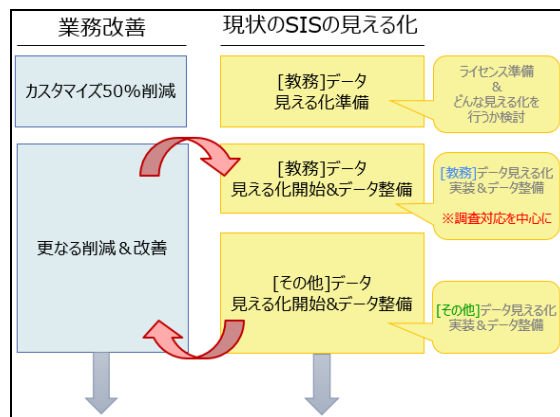 業務改善
現状のSISの見える化
カスタマイズ50%削減
[教務]データ
見える化準備
ライセンス準備
&
どんな見える化を
行うか検討
[教務]データ
見える化開始&データ整備
[教務]データ見える化
実装&データ整備
※調査対応を中心に
更なる削減&改善
[その他]データ
見える化開始&データ整備
[その他]データ見える化
実装&データ整備